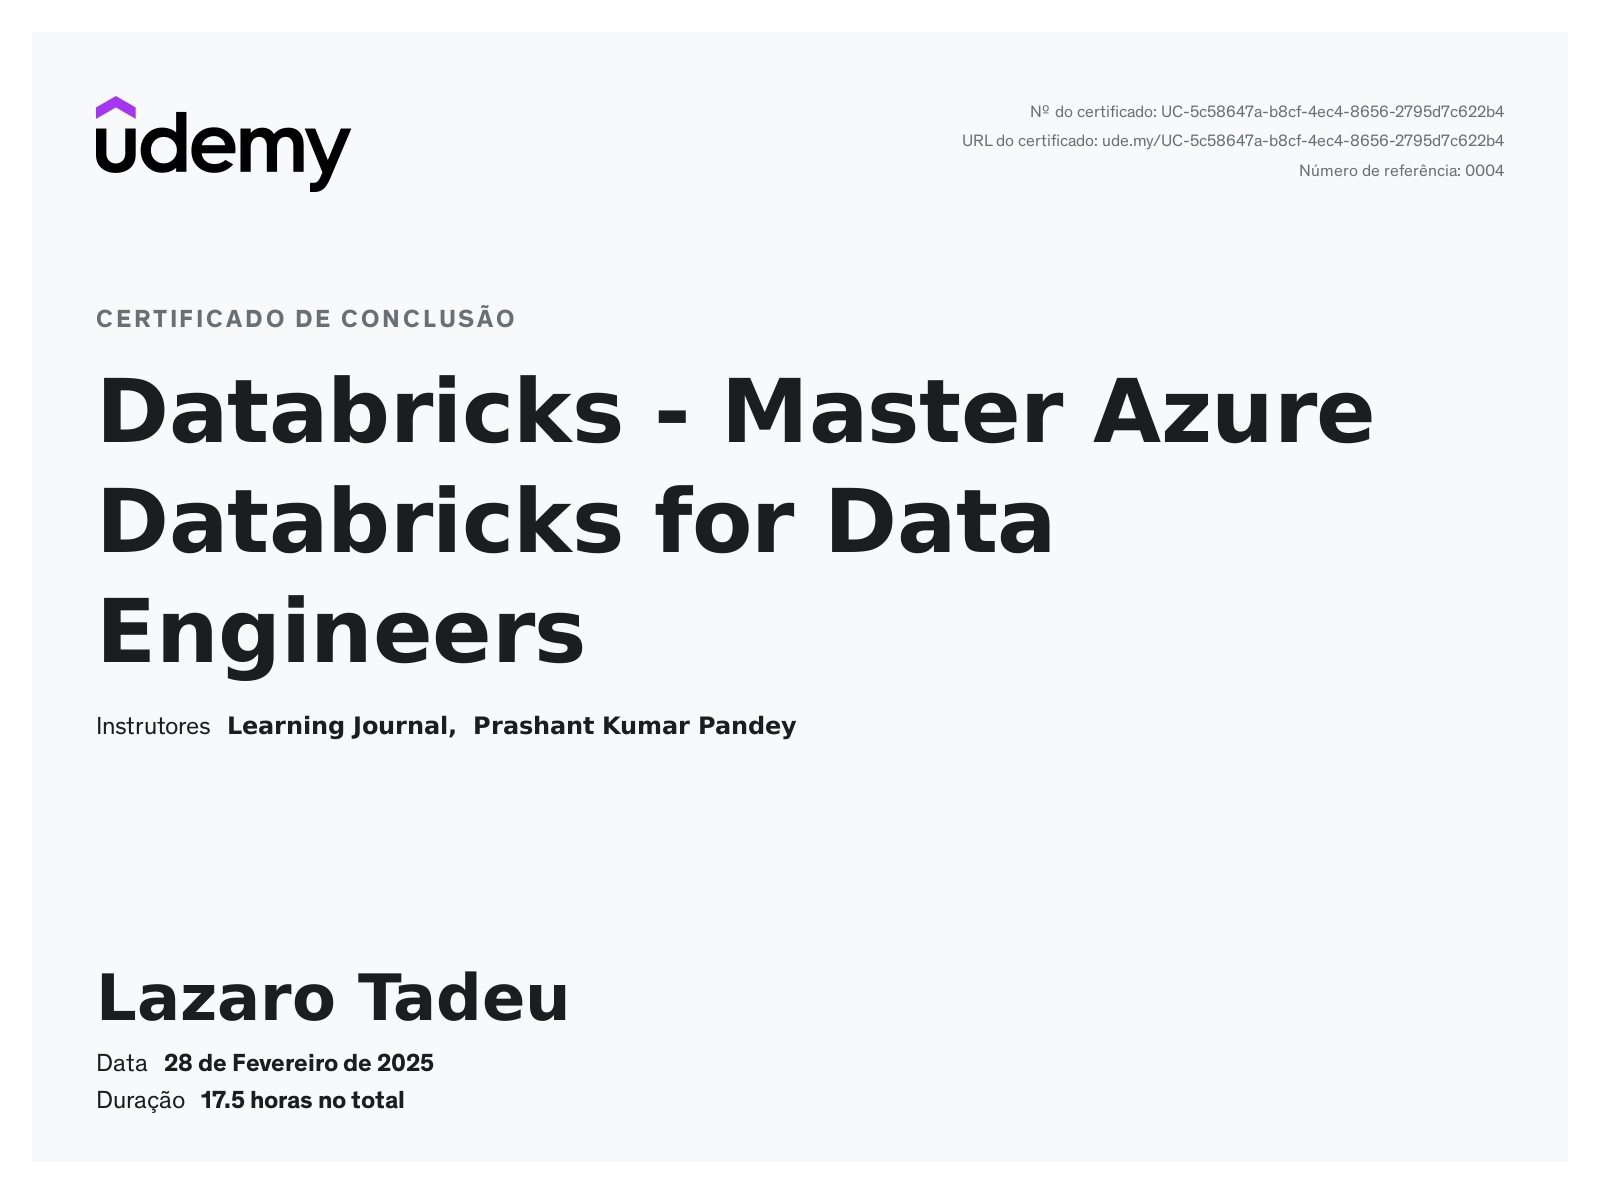 udemy
Nº do certificado: UC-5c58647a-b8cf-4ec4-8656-2795d7c622b4
URL do certificado: ude.my/UC-5c58647a-b8cf-4ec4-8656-2795d7c622b4
Número de referência: 0004
CERTIFICADO DE CONCLUSÃO
Databricks - Master Azure
Databricks for Data
Engineers
Instrutores Learning Journal, Prashant Kumar Pandey
Lazaro Tadeu
Data 28 de Fevereiro de 2025
Duração 17.5 horas no total